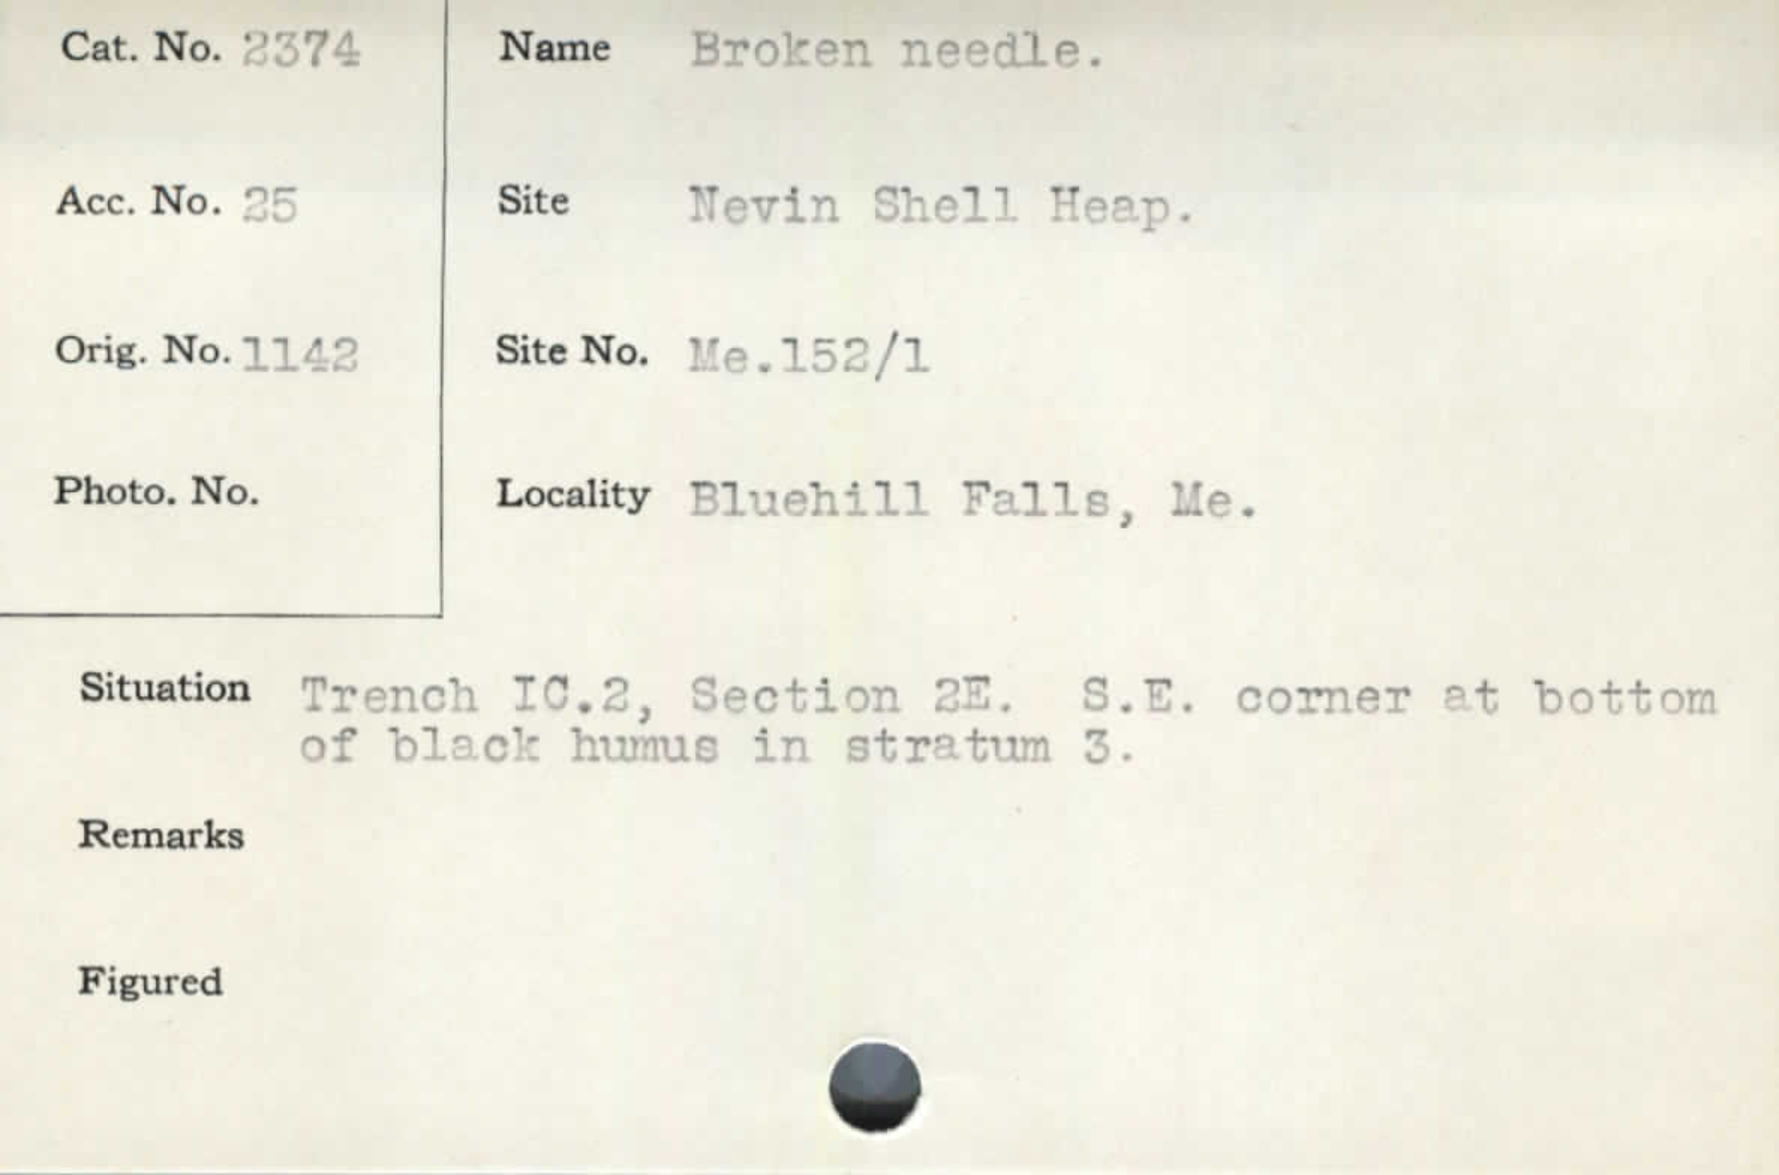 Cat. No. 2374
Name Broken needle.
Acc. No. 25
Site Nevin Shell Heap.
Orig. No. 1142
Site No. Me.152/1
Photo. No.
Locality Bluehill Falls, Me.
Situation Trench IC.2, Section 2E. S.E. corner at bottom
of black humus in stratum 3.
Remarks
Figured